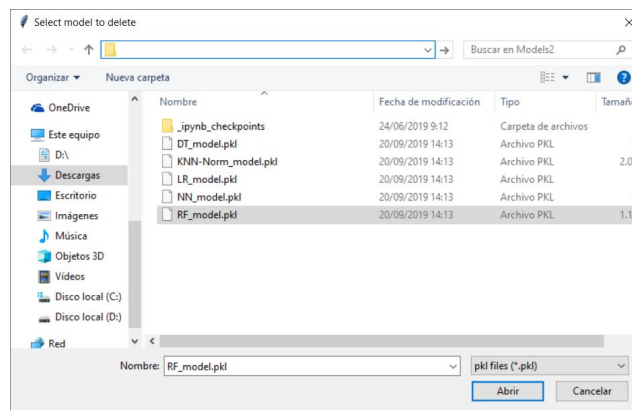 Select model to delete
Buscar en Models2
Organizar Nueva carpeta
Nombre Fecha de modificación Tipo Tamañ
OneDrive
Este equipo
D:\
Descargas
Escritorio
Imágenes
Música
Objetos 3D
Vídeos
Disco local (C:)
Disco local (D:)
Red
_ipynb_checkpoints 24/06/2019 9:12 Carpeta de archivos
DT_model.pkl 20/09/2019 14:13 Archivo PKL
KNN-Norm_model.pkl 20/09/2019 14:13 Archivo PKL 2.0
LR_model.pkl 20/09/2019 14:13 Archivo PKL
NN_model.pkl 20/09/2019 14:13 Archivo PKL
RF_model.pkl 20/09/2019 14:13 Archivo PKL 1.1
Nombre: RF_model.pkl pkl files (*.pkl)
Abrir Cancelar